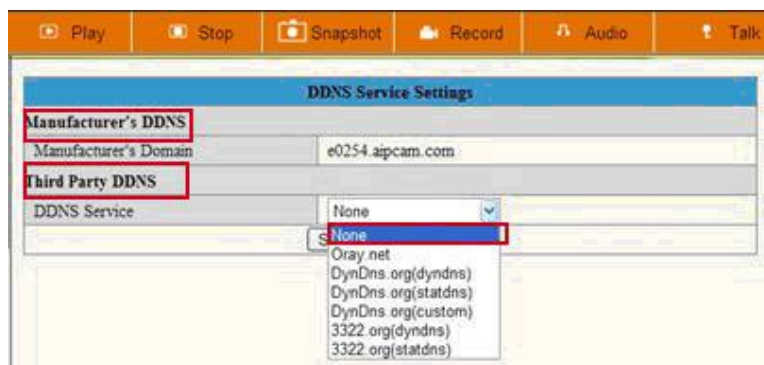 Play Stop Snapshot Record Audio Talk
DDNS Service Settings
Manufacturer's DDNS
Manufacturer's Domain e0254.aipcam.com
Third Party DDNS
DDNS Service None
None
Oray.net
DynDns.org(dyndns)
DynDns.org(statdns)
DynDns.org(custom)
3322.org(dyndns)
3322.org(statdns)